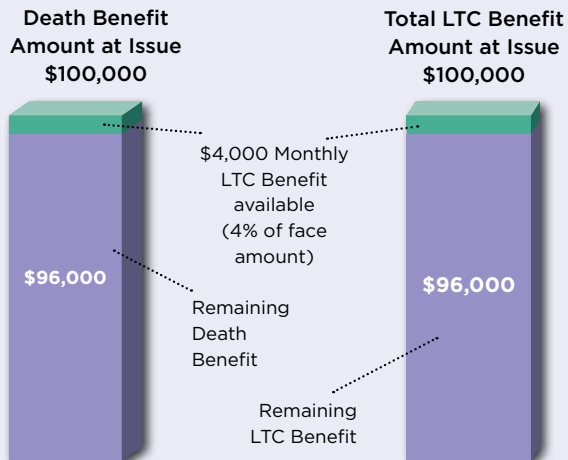 Death Benefit
Amount at Issue
$100,000
Total LTC Benefit
Amount at Issue
$100,000
$4,000 Monthly
LTC Benefit
available
(4% of face
amount)
$96,000
$96,000
Remaining
Death
Benefit
Remaining
LTC Benefit